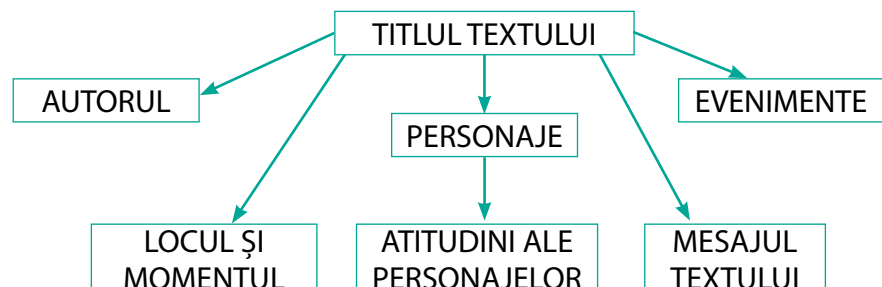 TITLUL TEXTULUI
AUTORUL
EVENIMENTE
PERSONAJE
LOCUL ȘI
MOMENTUL
ATITUDINI ALE
PERSONAJELOR
MESAJUL
TEXTULUI